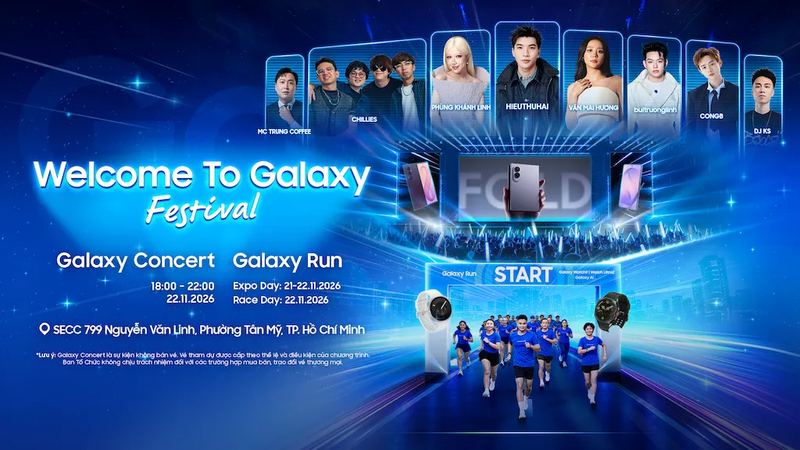 MC TRUNG COFFEE
CHILLIES
PHÙNG KHÁNH LINH
HIEUTHUHAI
VĂN MAI HƯƠNG
buitruonglinh
CONGB
DJ KS
Welcome To Galaxy
Festival
FOLD
Galaxy Concert
18:00 - 22:00
22.11.2026
Galaxy Run
Expo Day: 21-22.11.2026
Race Day: 22.11.2026
SECC 799 Nguyễn Văn Linh, Phường Tân Mỹ, TP. Hồ Chí Minh
*Lưu ý: Galaxy Concert là sự kiện không bán vé. Vé tham dự được cấp theo thể lệ và điều kiện của chương trình.
Ban Tổ Chức không chịu trách nhiệm đối với các trường hợp mua bán, trao đổi vé thương mại.
Galaxy Run
START
Galaxy AI